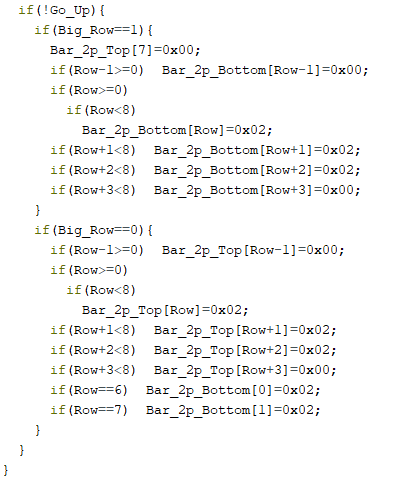 if(!Go_Up){
if(Big_Row==1){
Bar_2p_Top[7]=0x00;
if(Row-1>=0)  Bar_2p_Bottom[Row-1]=0x00;
if(Row>=0)
if(Row<8)
Bar_2p_Bottom[Row]=0x02;
if(Row+1<8)  Bar_2p_Bottom[Row+1]=0x02;
if(Row+2<8)  Bar_2p_Bottom[Row+2]=0x02;
if(Row+3<8)  Bar_2p_Bottom[Row+3]=0x00;
}
if(Big_Row==0){
if(Row-1>=0)  Bar_2p_Top[Row-1]=0x00;
if(Row>=0)
if(Row<8)
Bar_2p_Top[Row]=0x02;
if(Row+1<8)  Bar_2p_Top[Row+1]=0x02;
if(Row+2<8)  Bar_2p_Top[Row+2]=0x02;
if(Row+3<8)  Bar_2p_Top[Row+3]=0x00;
if(Row==6)  Bar_2p_Bottom[0]=0x02;
if(Row==7)  Bar_2p_Bottom[1]=0x02;
}
}
}